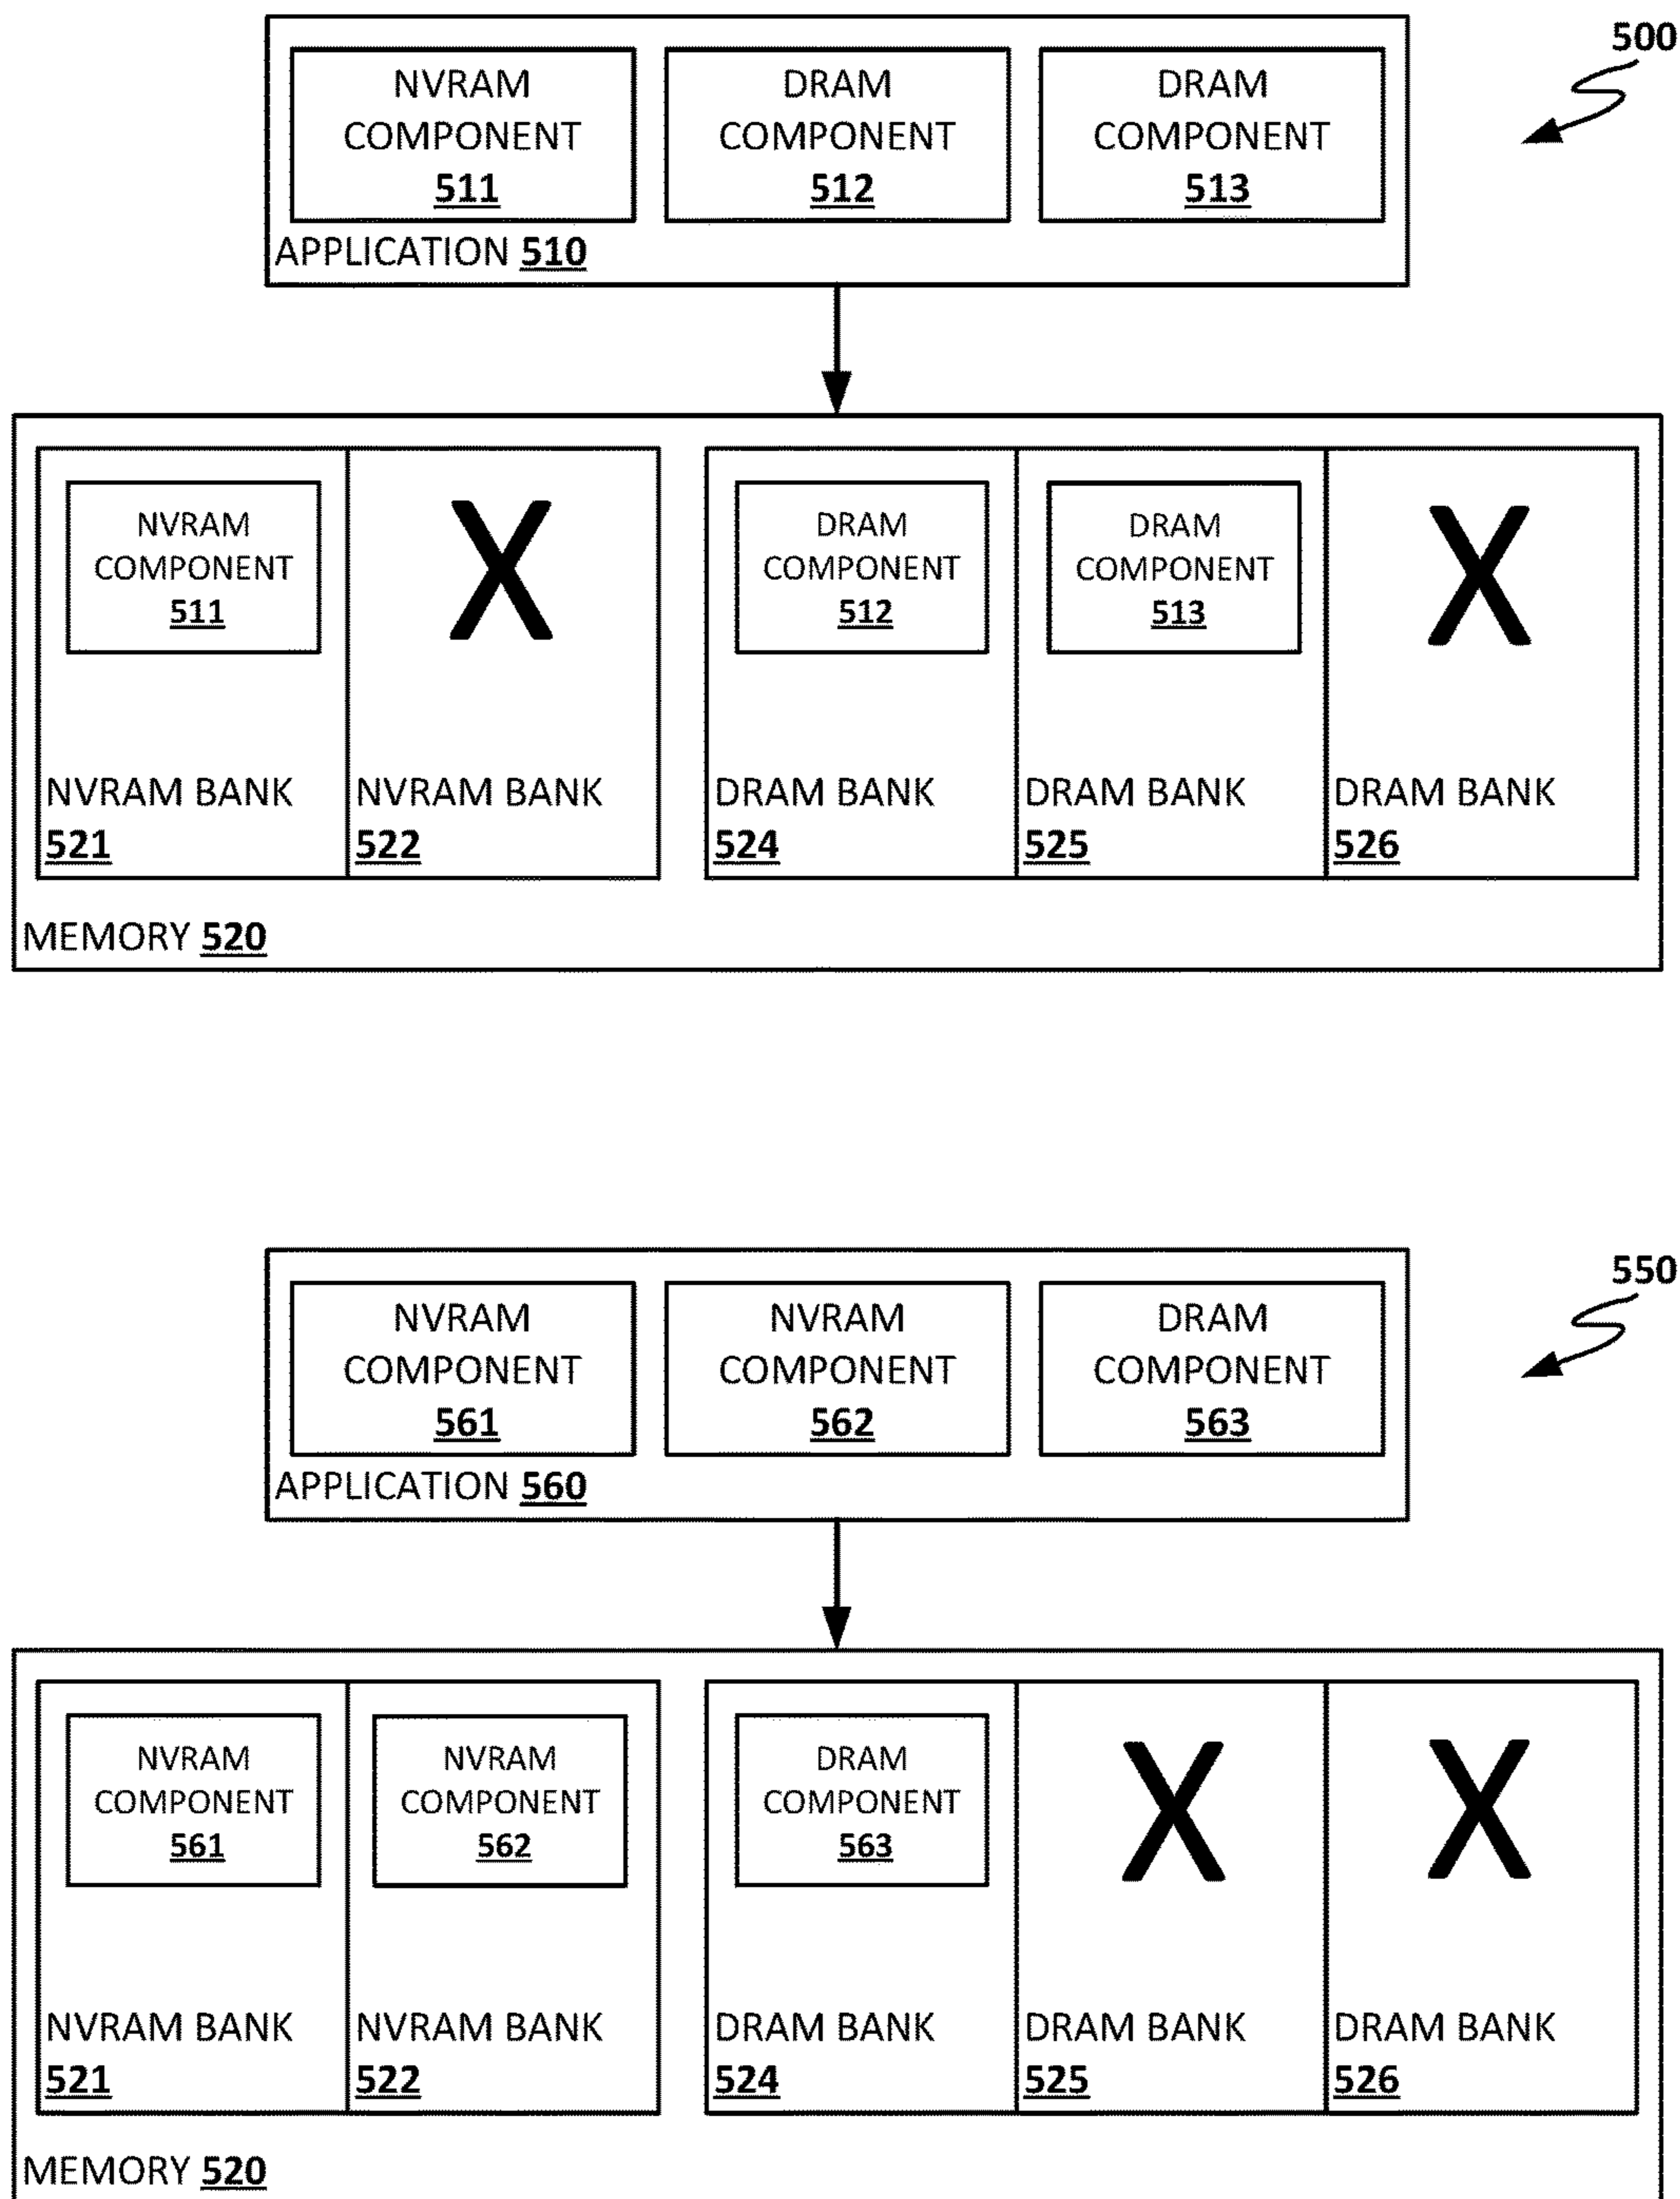 500
NVRAM
COMPONENT
511
DRAM
COMPONENT
512
DRAM
COMPONENT
513
APPLICATION 510
NVRAM
COMPONENT
511
X
DRAM
COMPONENT
512
DRAM
COMPONENT
513
X
NVRAM BANK
521
NVRAM BANK
522
DRAM BANK
524
DRAM BANK
525
DRAM BANK
526
MEMORY 520
550
NVRAM
COMPONENT
561
NVRAM
COMPONENT
562
DRAM
COMPONENT
563
APPLICATION 560
NVRAM
COMPONENT
561
NVRAM
COMPONENT
562
DRAM
COMPONENT
563
X
X
NVRAM BANK
521
NVRAM BANK
522
DRAM BANK
524
DRAM BANK
525
DRAM BANK
526
MEMORY 520